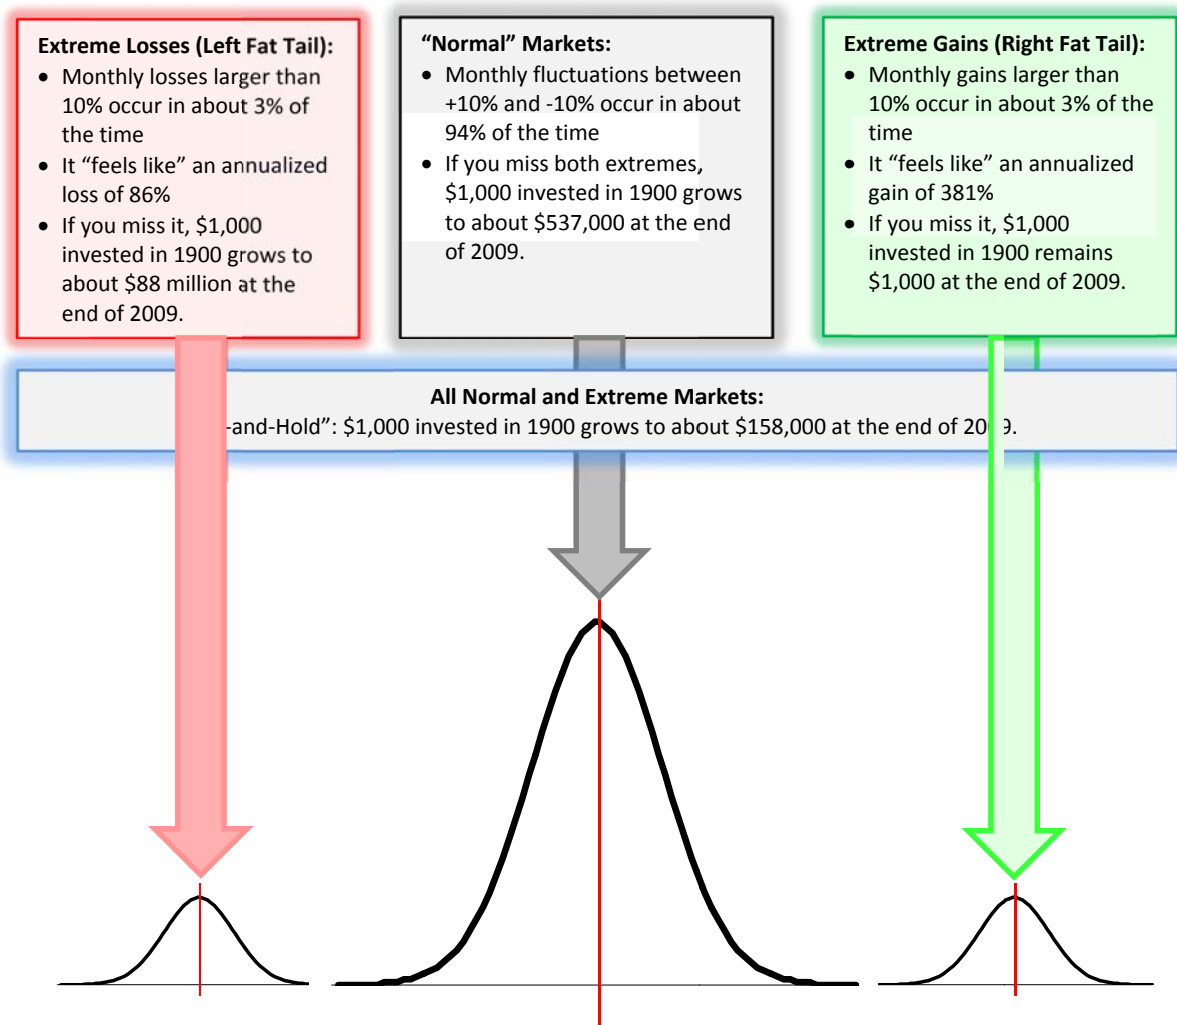 Extreme Losses (Left Fat Tail):
• Monthly losses larger than
10% occur in about 3% of
the time
• It “feels like” an annualized
loss of 86%
• If you miss it, $1,000
invested in 1900 grows to
about $88 million at the
end of 2009.
“Normal” Markets:
• Monthly fluctuations between
+10% and -10% occur in about
94% of the time
• If you miss both extremes,
$1,000 invested in 1900 grows
to about $537,000 at the end
of 2009.
Extreme Gains (Right Fat Tail):
• Monthly gains larger than
10% occur in about 3% of the
time
• It “feels like” an annualized
gain of 381%
• If you miss it, $1,000
invested in 1900 remains
$1,000 at the end of 2009.
All Normal and Extreme Markets:
-and-Hold”: $1,000 invested in 1900 grows to about $158,000 at the end of 2009.